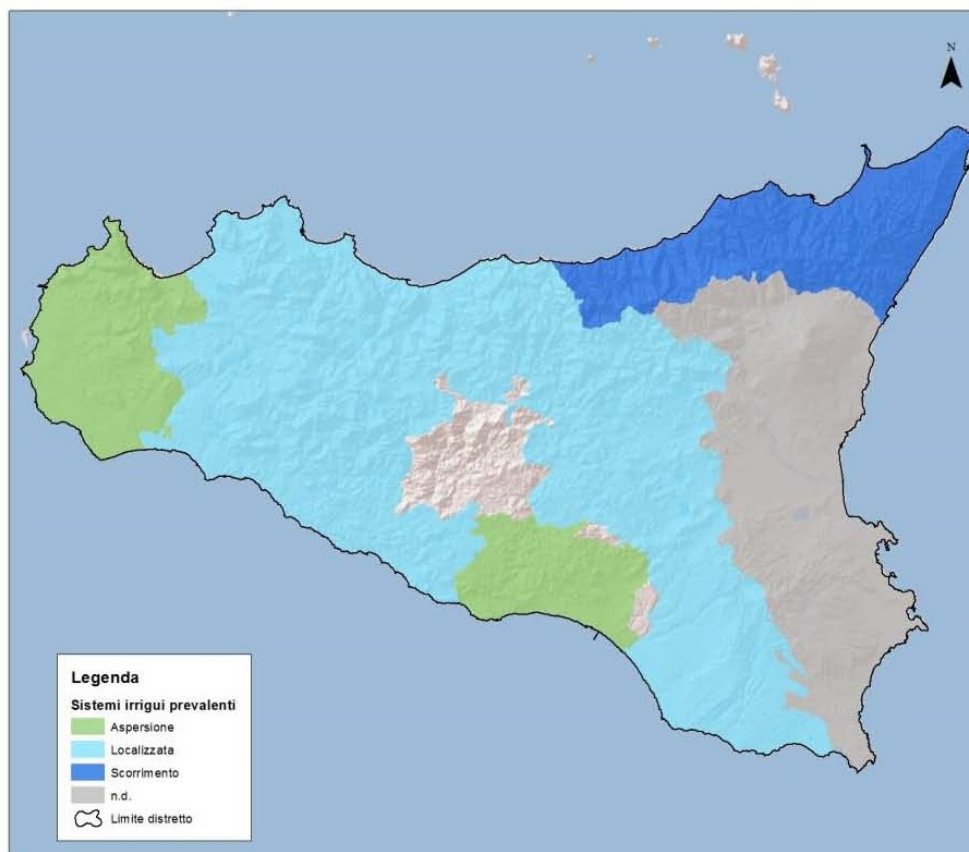 N
Legenda
Sistemi irrigui prevalenti
Aspersione
Localizzata
Scorrimento
n.d.
Limite distretto